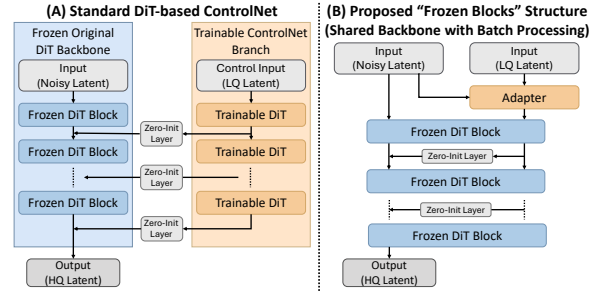 (A) Standard DiT-based ControlNet
Frozen Original
DiT Backbone
Trainable ControlNet
Branch
Input
(Noisy Latent)
Control Input
(LQ Latent)
Frozen DiT Block
Trainable DiT
Zero-Init
Layer
Frozen DiT Block
Trainable DiT
Zero-Init
Layer
Frozen DiT Block
Trainable DiT
Zero-Init
Layer
Output
(HQ Latent)
(B) Proposed “Frozen Blocks” Structure
(Shared Backbone with Batch Processing)
Input
(Noisy Latent)
Input
(LQ Latent)
Adapter
Frozen DiT Block
Zero-Init Layer
Frozen DiT Block
Zero-Init Layer
Frozen DiT Block
Output
(HQ Latent)